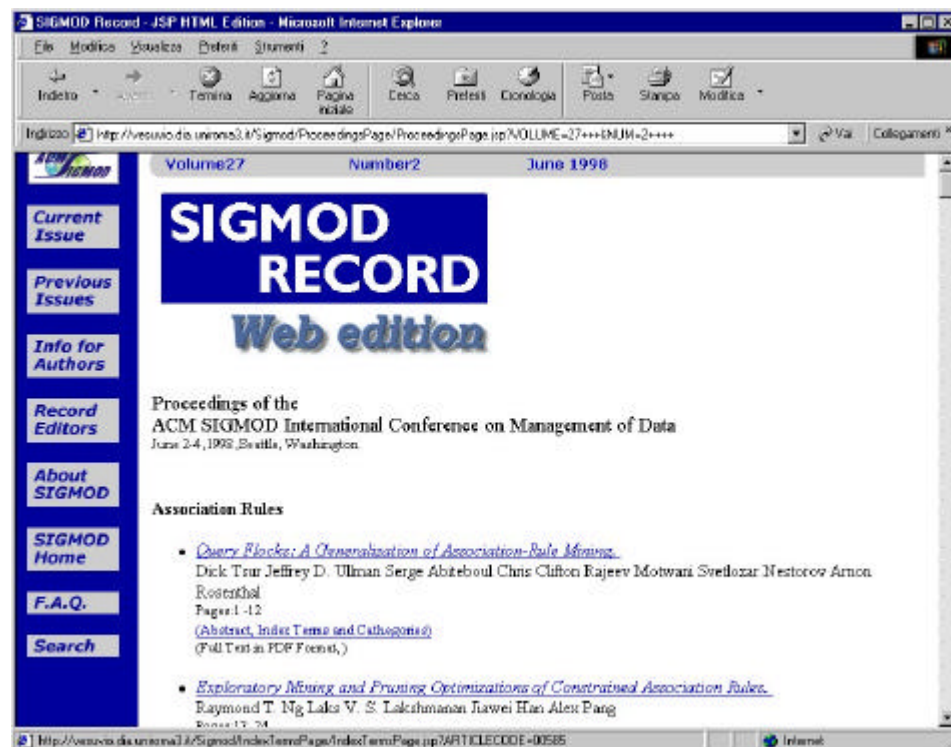 SIGMOD Record - JSP HTML Edition - Microsoft Internet Explorer
File Modifica Visualizza Preferiti Strumenti ?
Indietro Termina Aggiorna Pagina iniziale Cerca Preferiti Cronologia Posta Stampa Modifica
Indirizzo http://vesuvio.dia.uniroma3.it/Sigmod/ProceedingsPage/ProceedingsPage.jsp?VOLUME=27+++&NUM=2++++ Vai Collegamenti »
ACM SIGMOD
Volume27 Number2 June 1998
Current Issue
Previous Issues
Info for Authors
Record Editors
About SIGMOD
SIGMOD Home
F.A.Q.
Search
SIGMOD
RECORD
Web edition
Proceedings of the
ACM SIGMOD International Conference on Management of Data
June 2-4,1998,Seattle, Washington
Association Rules
• Query Flocks: A Generalization of Association-Rule Mining.
Dick Tsur Jeffrey D. Ullman Serge Abiteboul Chris Clifton Rajeev Motwani Svetlozar Nestorov Arnon
Rosenthal
Pages:1 -12
(Abstract, Index Terms and Cathegories)
(Full Text in PDF Format, )
• Exploratory Mining and Pruning Optimizations of Constrained Association Rules.
Raymond T. Ng Laks V. S. Lakshmanan Jiawei Han Alex Pang
Pages:13 -24
http://vesuvio.dia.uniroma3.it/Sigmod/IndexTermsPage/IndexTermsPage.jsp?ARTICLECODE=00585 Internet